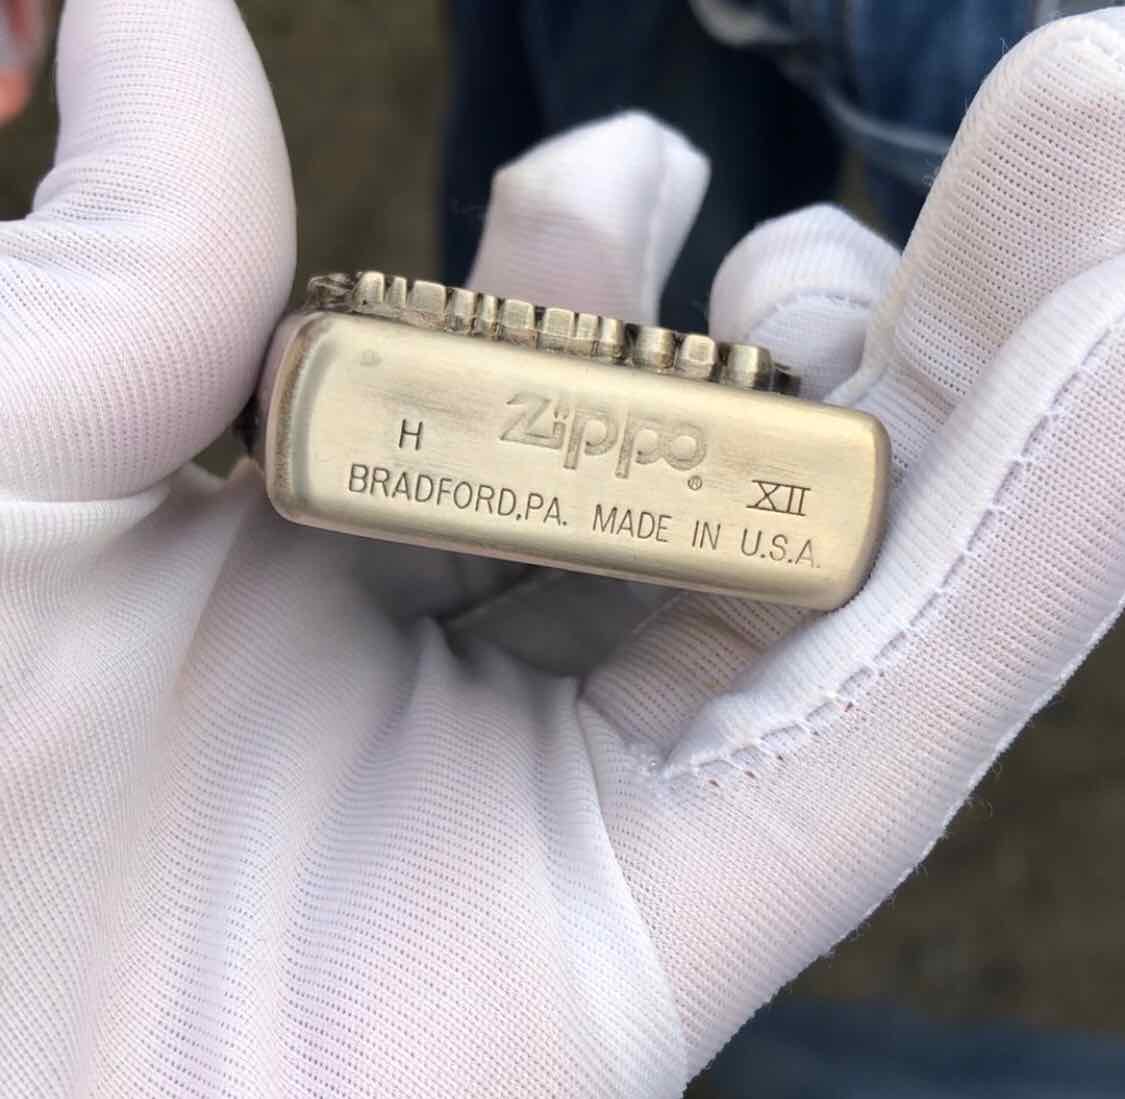 H Zippo® XII
BRADFORD,PA. MADE IN U.S.A.